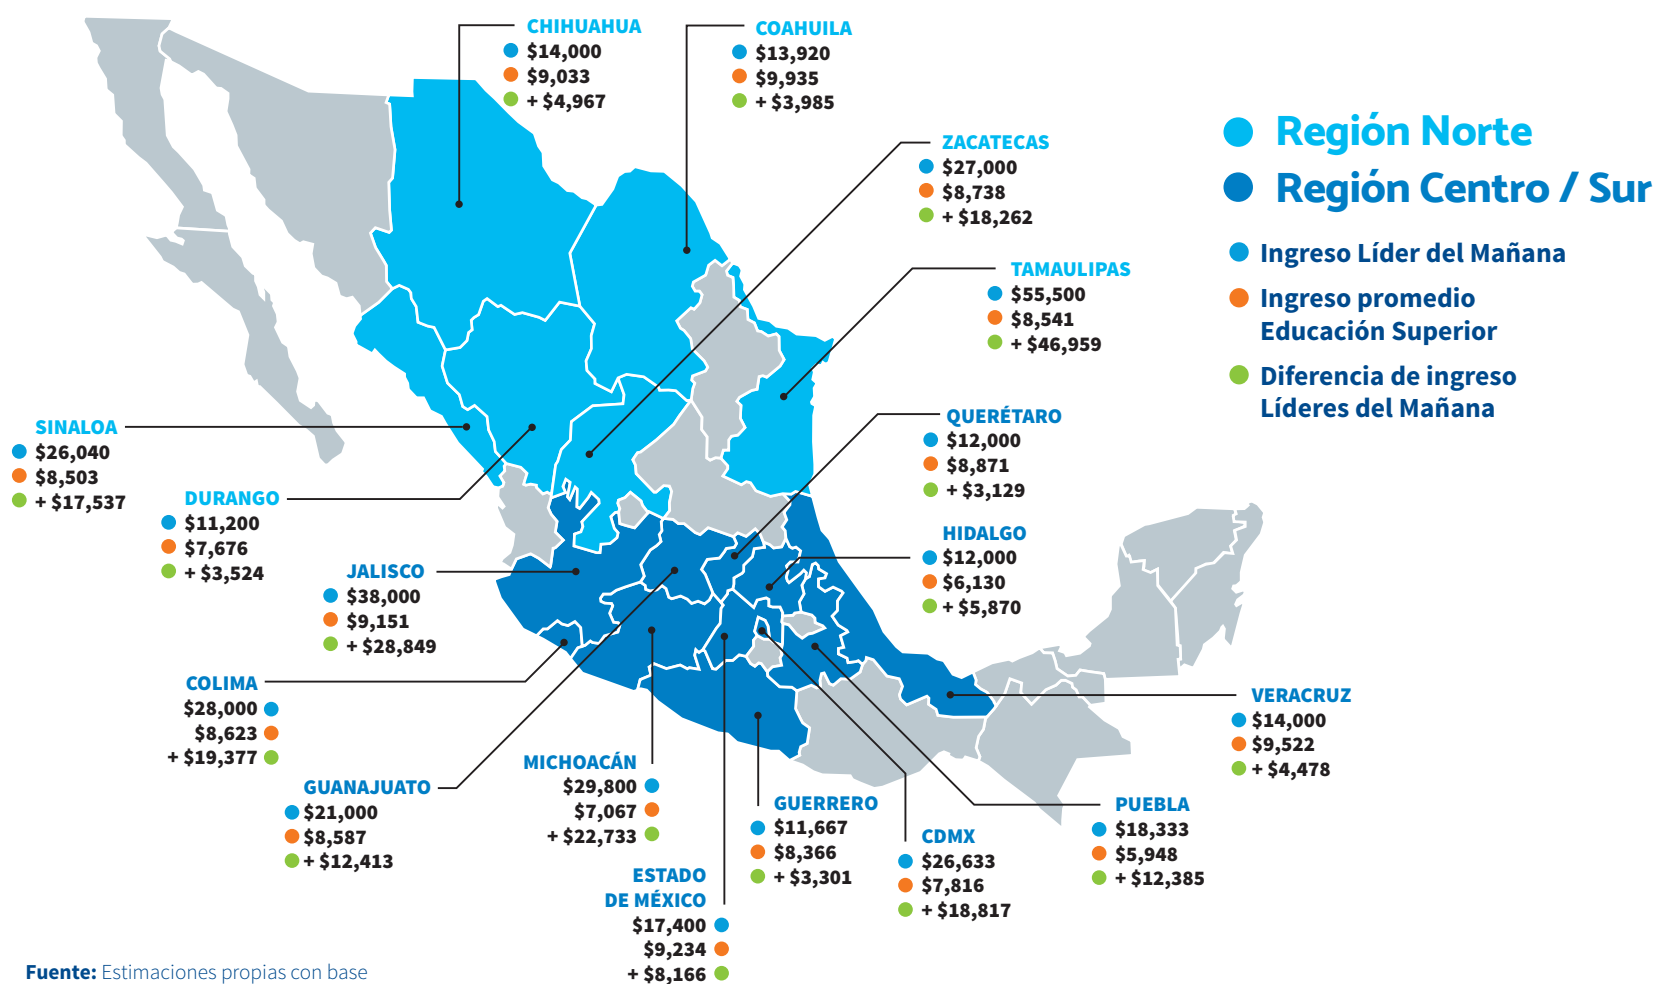 CHIHUAHUA
$14,000
$9,033
+ $4,967
COAHUILA
$13,920
$9,935
+ $3,985
ZACATECAS
$27,000
$8,738
+ $18,262
TAMAULIPAS
$55,500
$8,541
+ $46,959
Región Norte
Región Centro / Sur
Ingreso Líder del Mañana
Ingreso promedio
Educación Superior
Diferencia de ingreso
Líderes del Mañana
SINALOA
$26,040
$8,503
+ $17,537
DURANGO
$11,200
$7,676
+ $3,524
JALISCO
$38,000
$9,151
+ $28,849
COLIMA
$28,000
$8,623
+ $19,377
GUANAJUATO
$21,000
$8,587
+ $12,413
MICHOACÁN
$29,800
$7,067
+ $22,733
ESTADO
DE MÉXICO
$17,400
$9,234
+ $8,166
GUERRERO
$11,667
$8,366
+ $3,301
CDMX
$26,633
$7,816
+ $18,817
QUERÉTARO
$12,000
$8,871
+ $3,129
HIDALGO
$12,000
$6,130
+ $5,870
VERACRUZ
$14,000
$9,522
+ $4,478
PUEBLA
$18,333
$5,948
+ $12,385
Fuente: Estimaciones propias con base